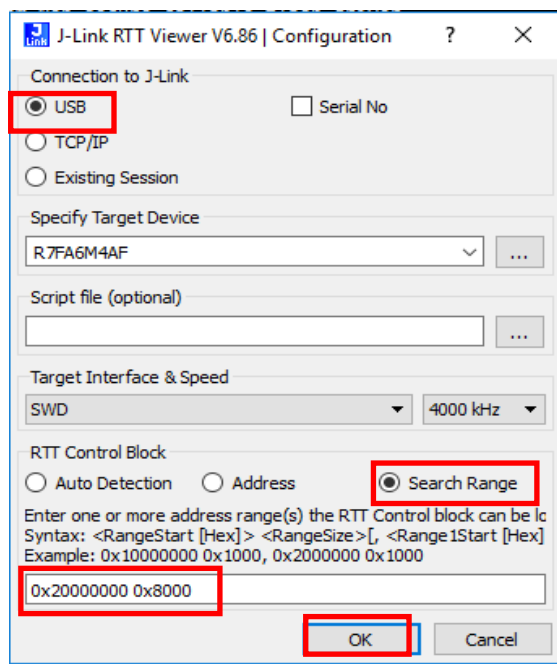 J-Link RTT Viewer V6.86 | Configuration ?
Connection to J-Link
USB Serial No
TCP/IP
Existing Session
Specify Target Device
R7FA6M4AF ...
Script file (optional)
...
Target Interface & Speed
SWD 4000 kHz
RTT Control Block
Auto Detection Address Search Range
Enter one or more address range(s) the RTT Control block can be lo
Syntax: <RangeStart [Hex]> <RangeSize>[, <Range1Start [Hex]
Example: 0x10000000 0x1000, 0x2000000 0x1000
0x20000000 0x8000
OK Cancel